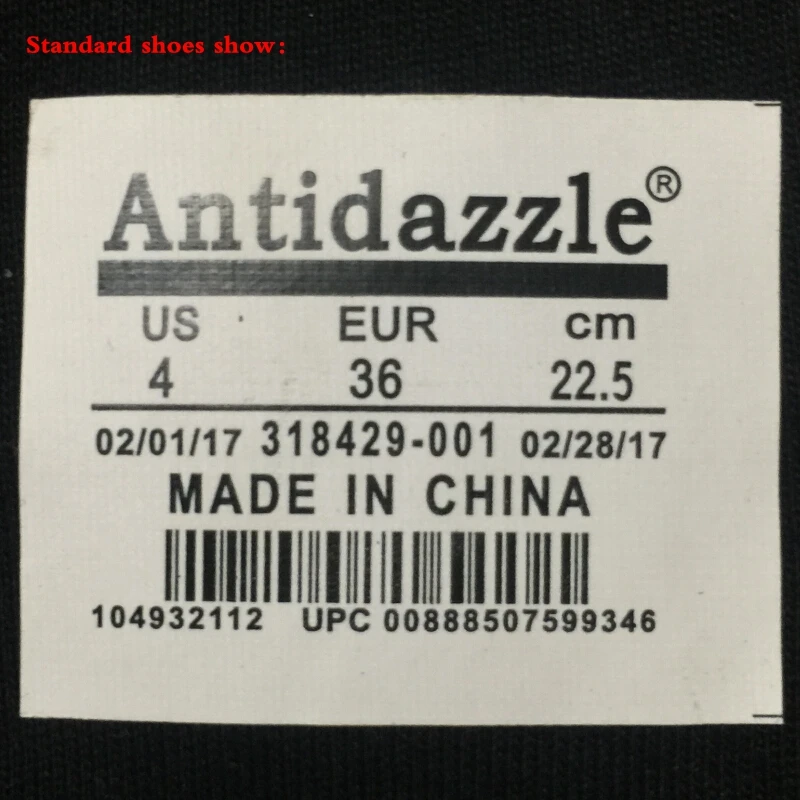 Standard shoes show:
Antidazzle®
US EUR cm
4 36 22.5
02/01/17 318429-001 02/28/17
MADE IN CHINA
104932112 UPC 00888507599346